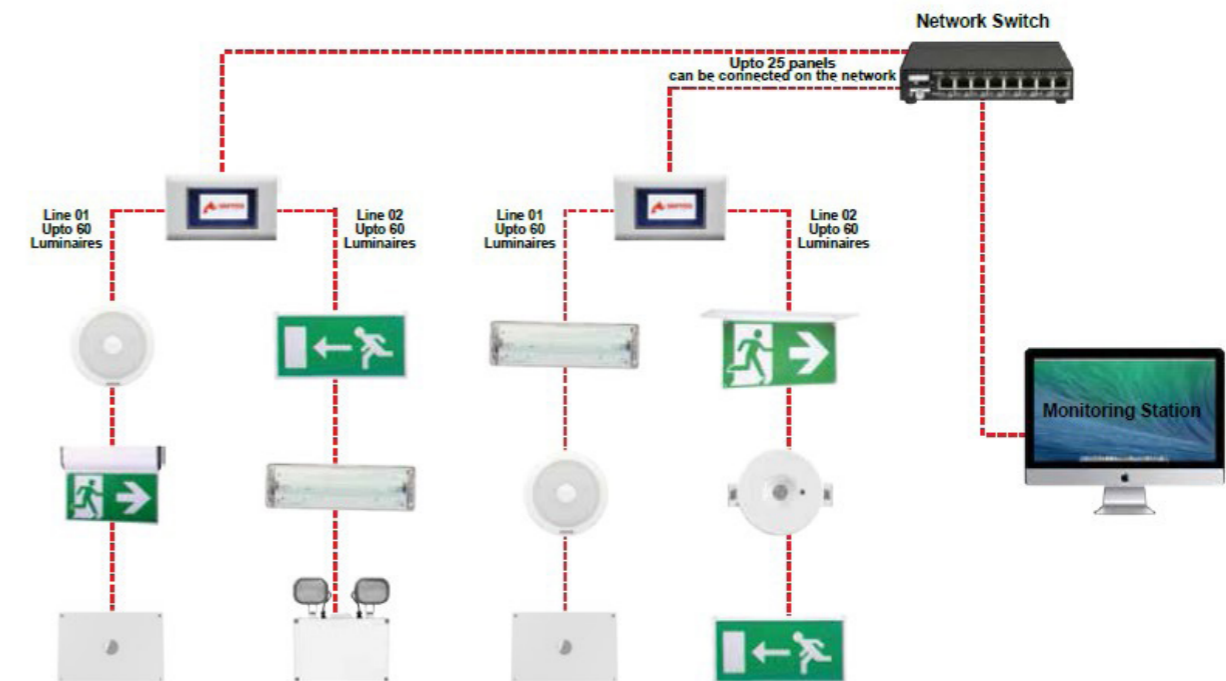 Network Switch
Upto 25 panels
can be connected on the network
Line 01
Upto 60
Luminaires
Line 02
Upto 60
Luminaires
Line 01
Upto 60
Luminaires
Line 02
Upto 60
Luminaires
Monitoring Station